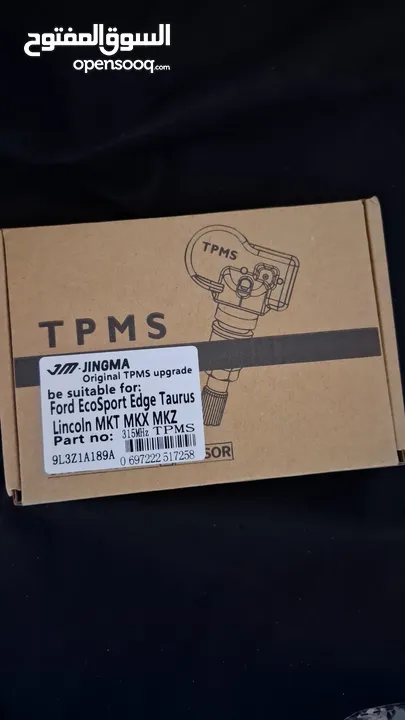 السوق المفتوح
opensooq.com
TPMS
TPMS
JM-JINGMA
Original TPMS upgrade
be suitable for:
Ford EcoSport Edge Taurus
Lincoln MKT MKX MKZ
Part no: 315MHz TPMS
9L3Z1A189A 0 697222 517258
SOR